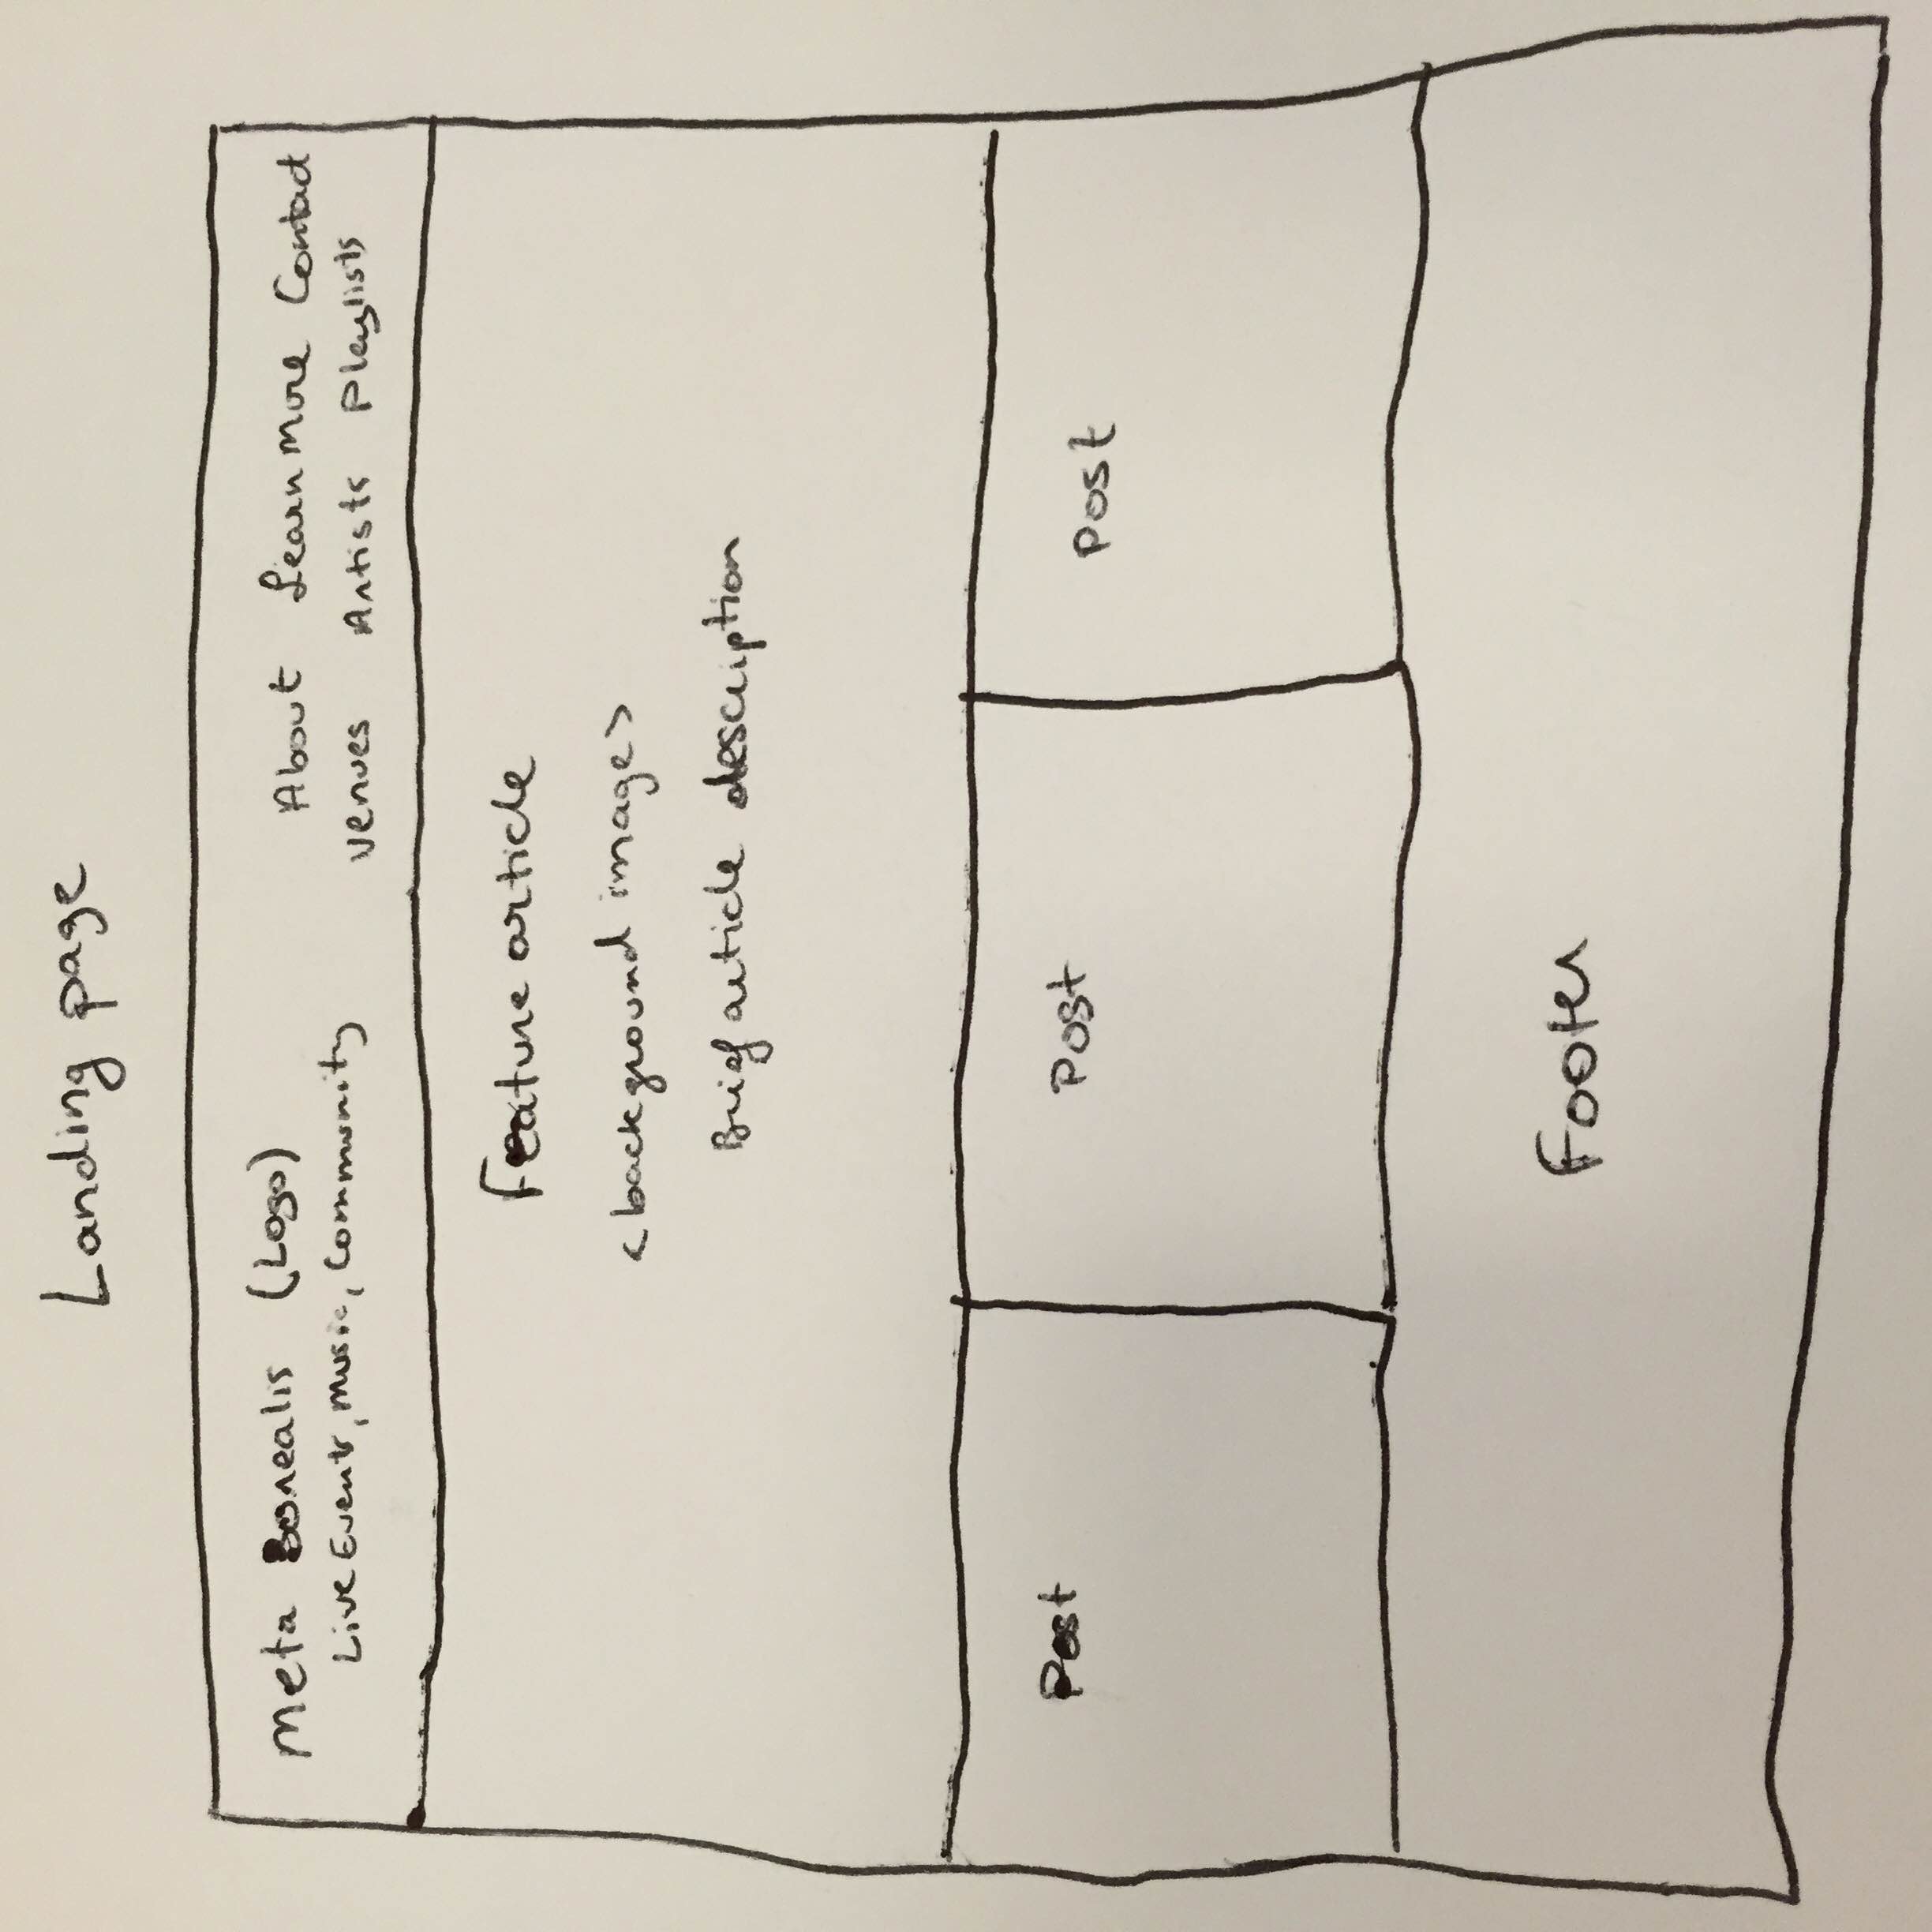 Landing page
Meta Borealis (Logo)
Live Events, Music, Community
About Learn More Contact
Venues Artists Playlists
Feature article
<background image>
Brief article description
Post
Post
Post
Footer